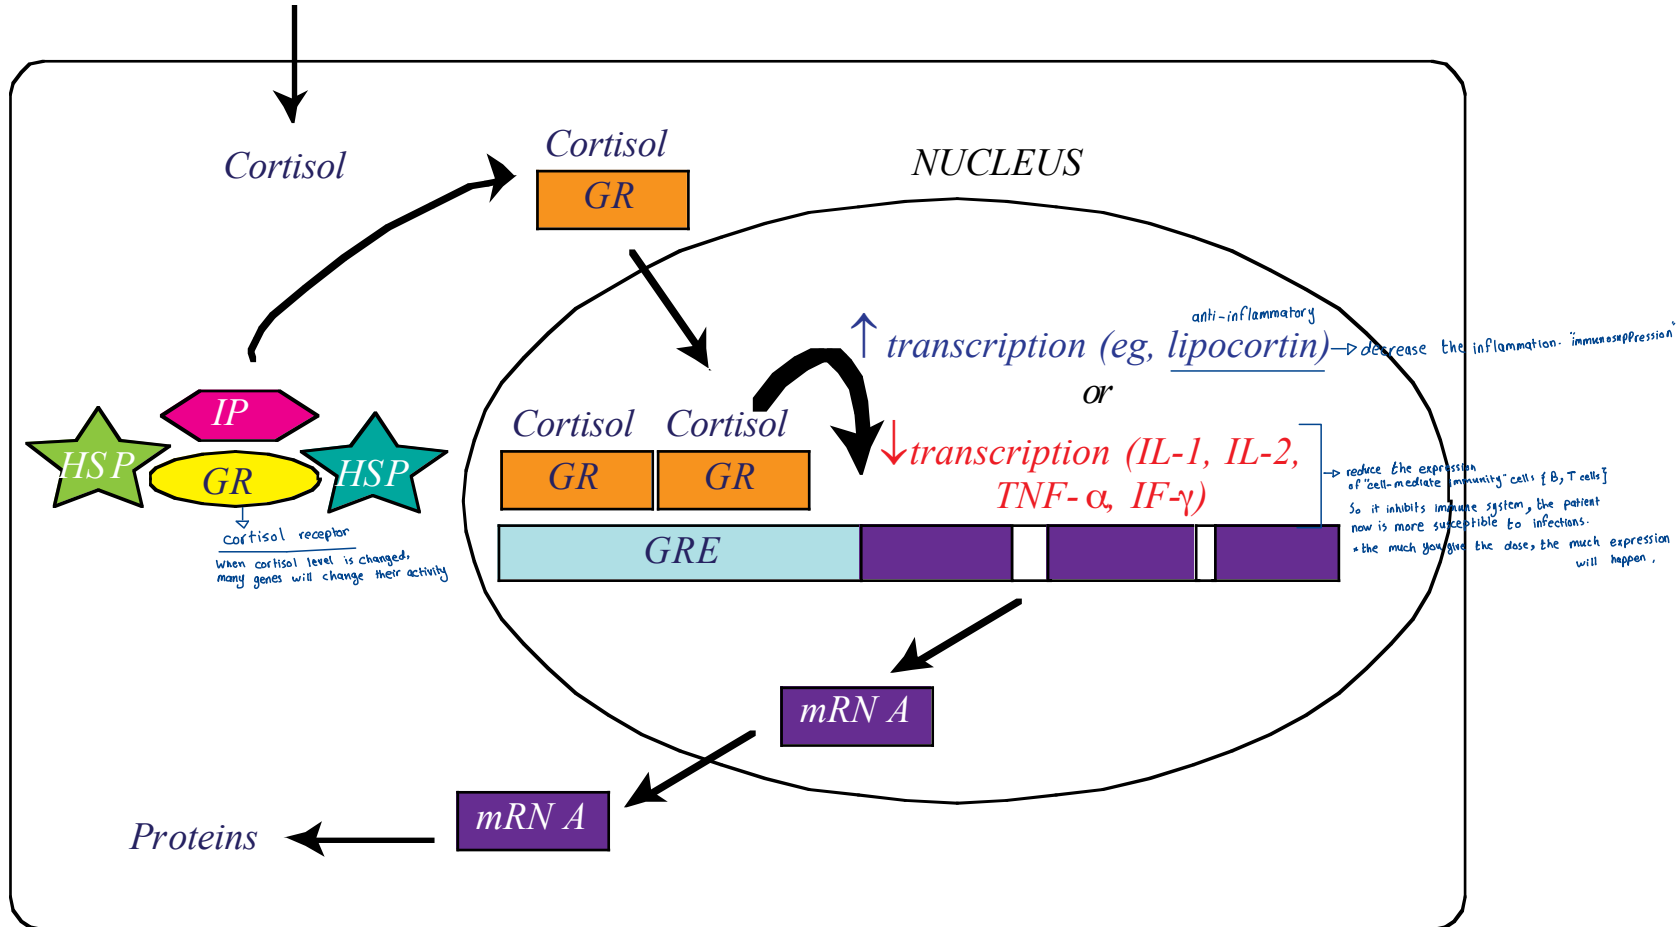 Cortisol
Cortisol
GR
NUCLEUS
anti-inflammatory
↑ transcription (eg, lipocortin) → decrease the inflammation. "immunosuppression"
or
↓ transcription (IL-1, IL-2,
TNF- α, IF-γ)
→ reduce the expression
of "cell-mediate immunity" cells { B, T cells]
So it inhibits immune system, the patient
now is more susceptible to infections.
* the much you give the dose, the much expression
will happen.
IP
HSP
GR
HSP
cortisol receptor
When cortisol level is changed,
many genes will change their activity
Cortisol Cortisol
GR GR
GRE
mRN A
mRN A
Proteins